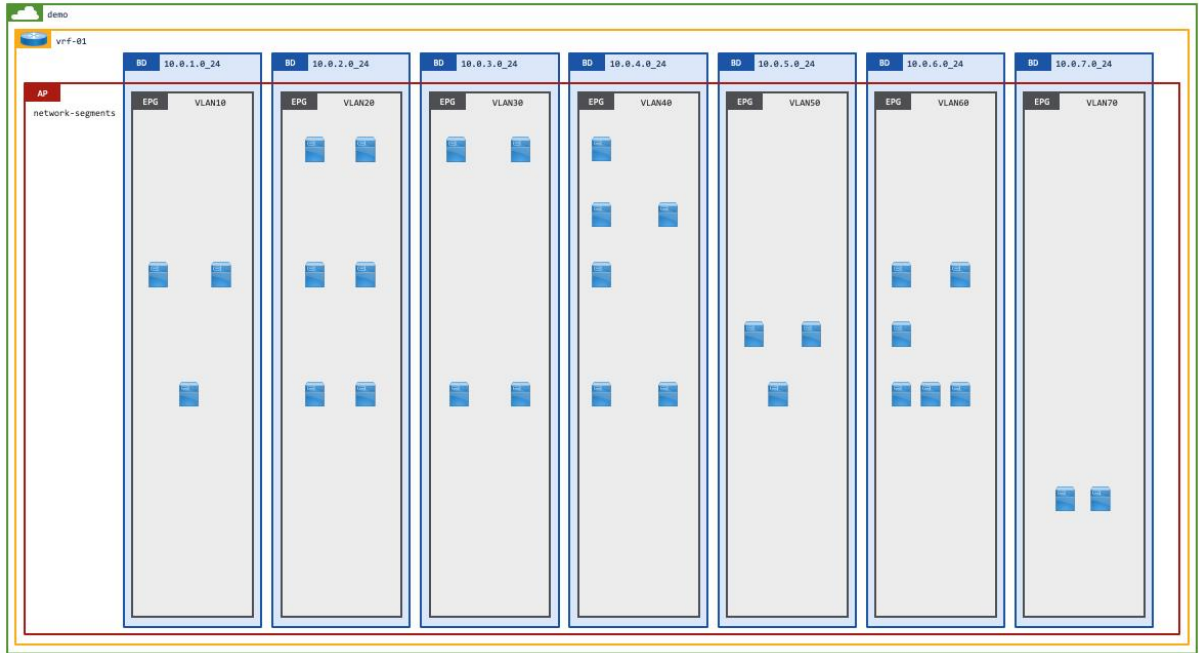 demo
vrf-01
BD 10.0.1.0_24
BD 10.0.2.0_24
BD 10.0.3.0_24
BD 10.0.4.0_24
BD 10.0.5.0_24
BD 10.0.6.0_24
BD 10.0.7.0_24
AP
network-segments
EPG VLAN10
EPG VLAN20
EPG VLAN30
EPG VLAN40
EPG VLAN50
EPG VLAN60
EPG VLAN70